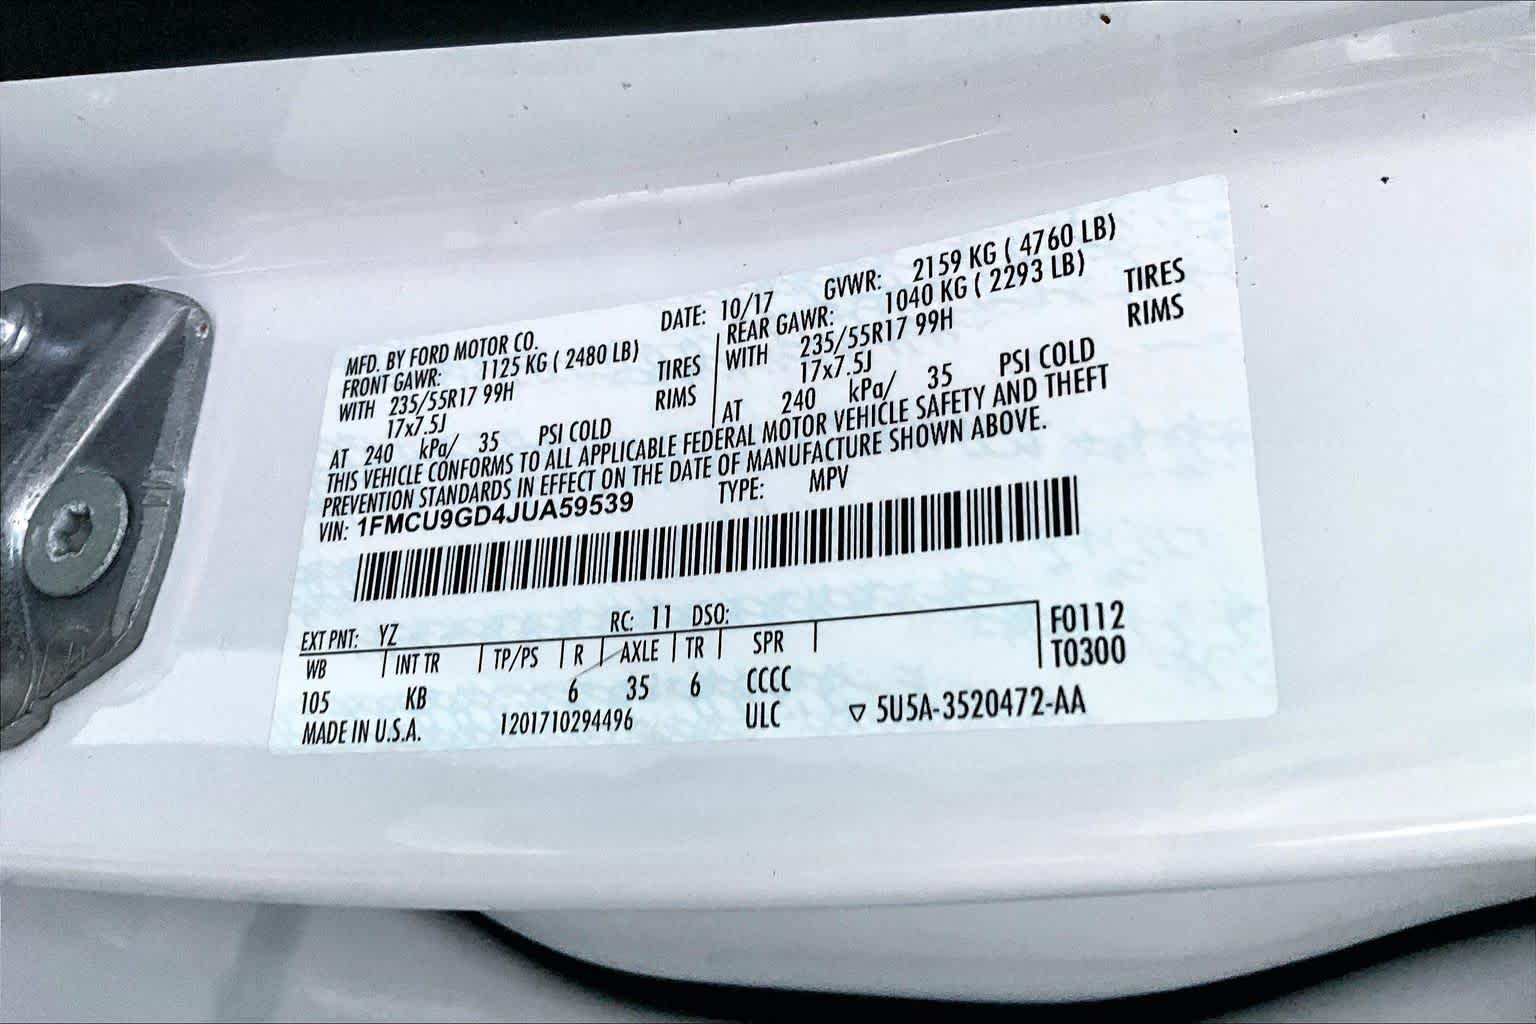 MFD. BY FORD MOTOR CO. DATE: 10/17 GVWR: 2159 KG ( 4760 LB)
FRONT GAWR: 1125 KG ( 2480 LB) REAR GAWR: 1040 KG ( 2293 LB)
WITH 235/55R17 99H TIRES WITH 235/55R17 99H TIRES
17x7.5J RIMS 17x7.5J RIMS
AT 240 kPa/ 35 PSI COLD AT 240 kPa/ 35 PSI COLD
THIS VEHICLE CONFORMS TO ALL APPLICABLE FEDERAL MOTOR VEHICLE SAFETY AND THEFT
PREVENTION STANDARDS IN EFFECT ON THE DATE OF MANUFACTURE SHOWN ABOVE.
VIN: 1FMCU9GD4JUA59539 TYPE: MPV
EXT PNT: YZ RC: 11 DSO: F0112
WB INT TR TP/PS R AXLE TR SPR T0300
105 KB 6 35 6 CCCC
MADE IN U.S.A. 1201710294496 ULC ▽ 5U5A-3520472-AA